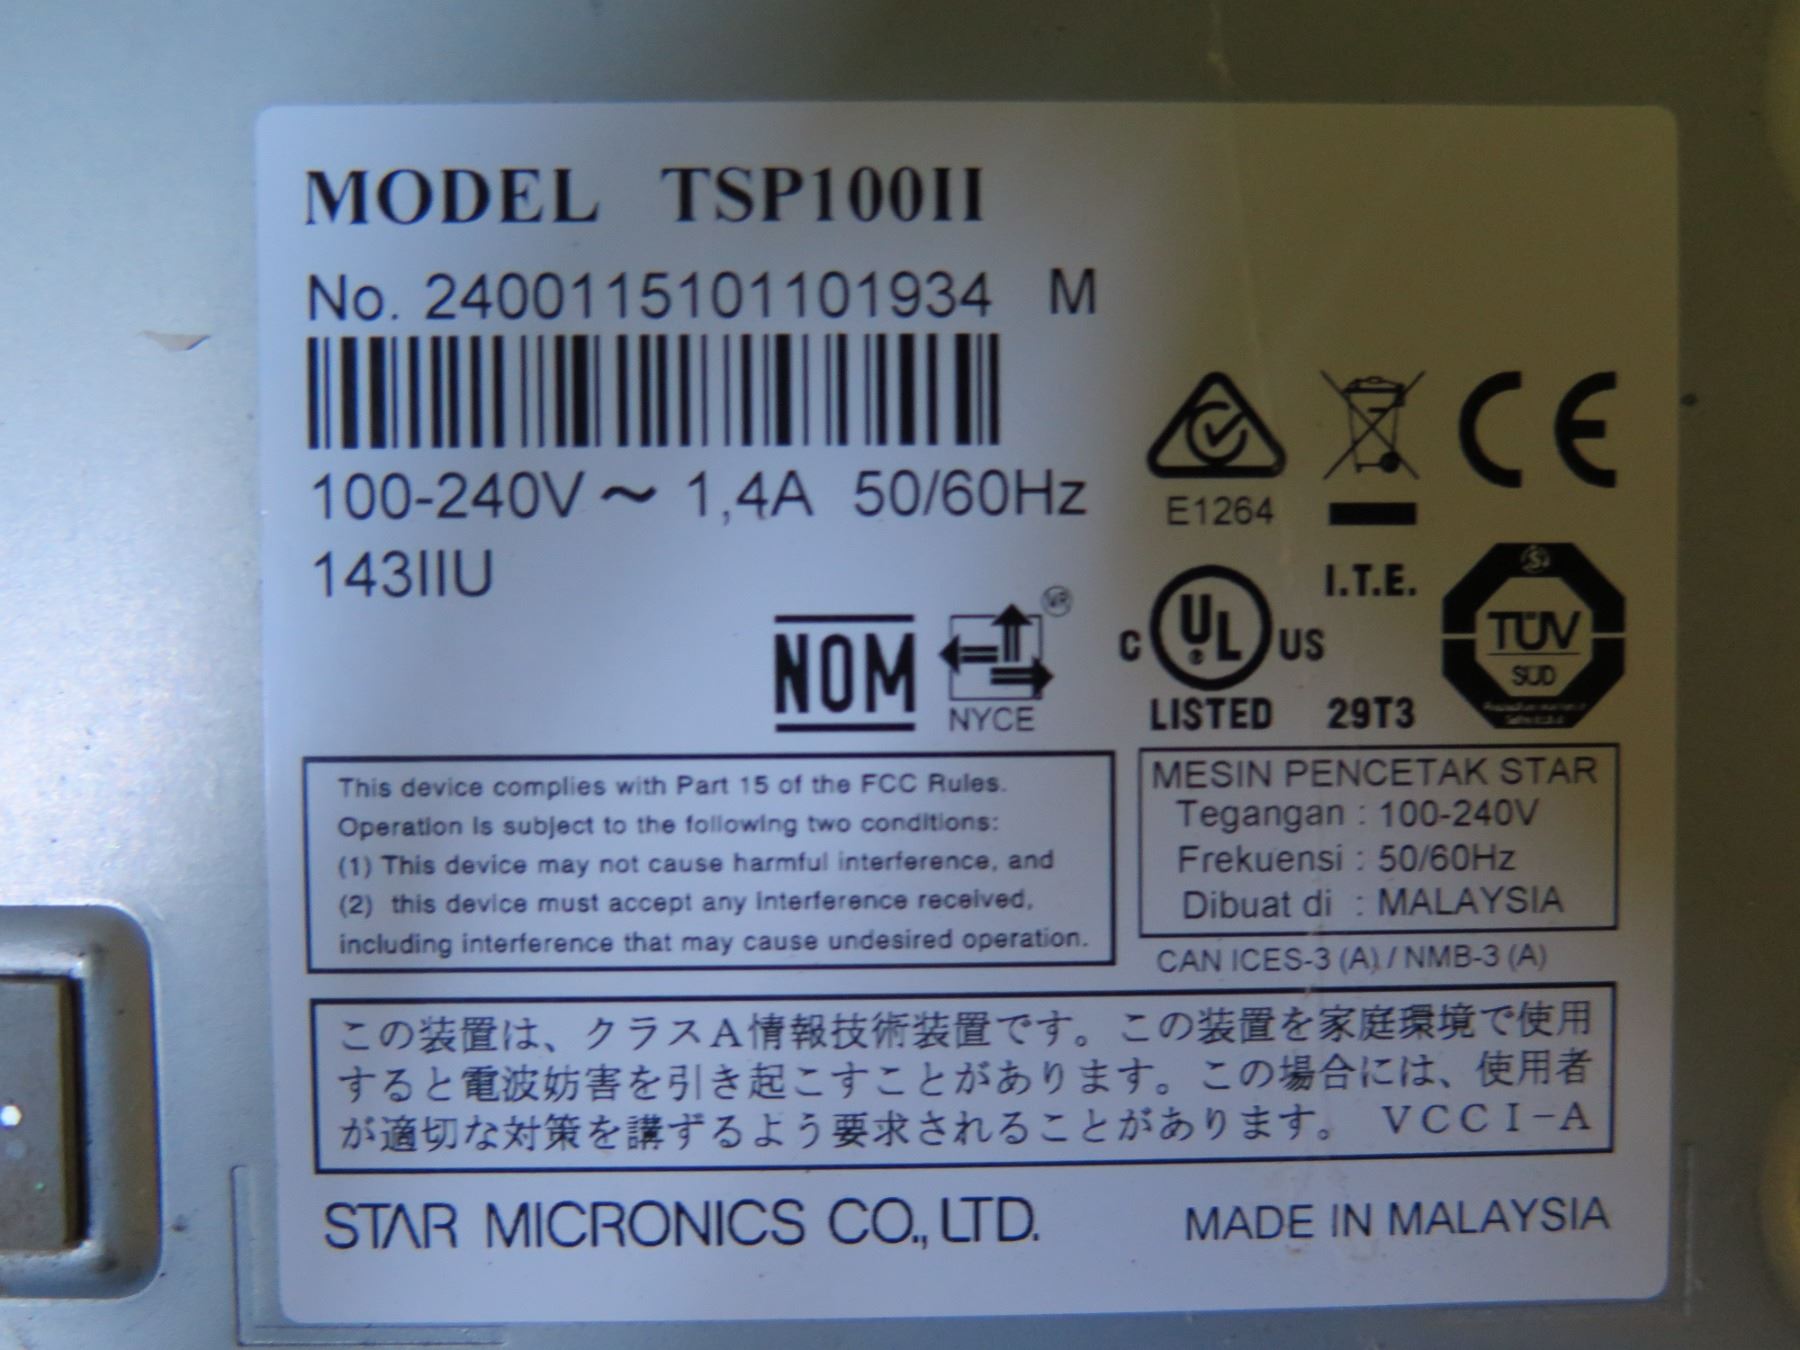 MODEL TSP100II
No. 2400115101101934 M
100-240V ~ 1,4A 50/60Hz
143IIU
E1264
CE
NOM
NYCE
C UL US
LISTED
I.T.E.
29T3
TÜV
SÜD
This device complies with Part 15 of the FCC Rules.
Operation is subject to the following two conditions:
(1) This device may not cause harmful interference, and
(2) this device must accept any interference received,
including interference that may cause undesired operation.
MESIN PENCETAK STAR
Tegangan : 100-240V
Frekuensi : 50/60Hz
Dibuat di : MALAYSIA
CAN ICES-3 (A) / NMB-3 (A)
この装置は、クラスA情報技術装置です。この装置を家庭環境で使用
すると電波妨害を引き起こすことがあります。この場合には、使用者
が適切な対策を講ずるよう要求されることがあります。 VCCI-A
STAR MICRONICS CO., LTD.
MADE IN MALAYSIA